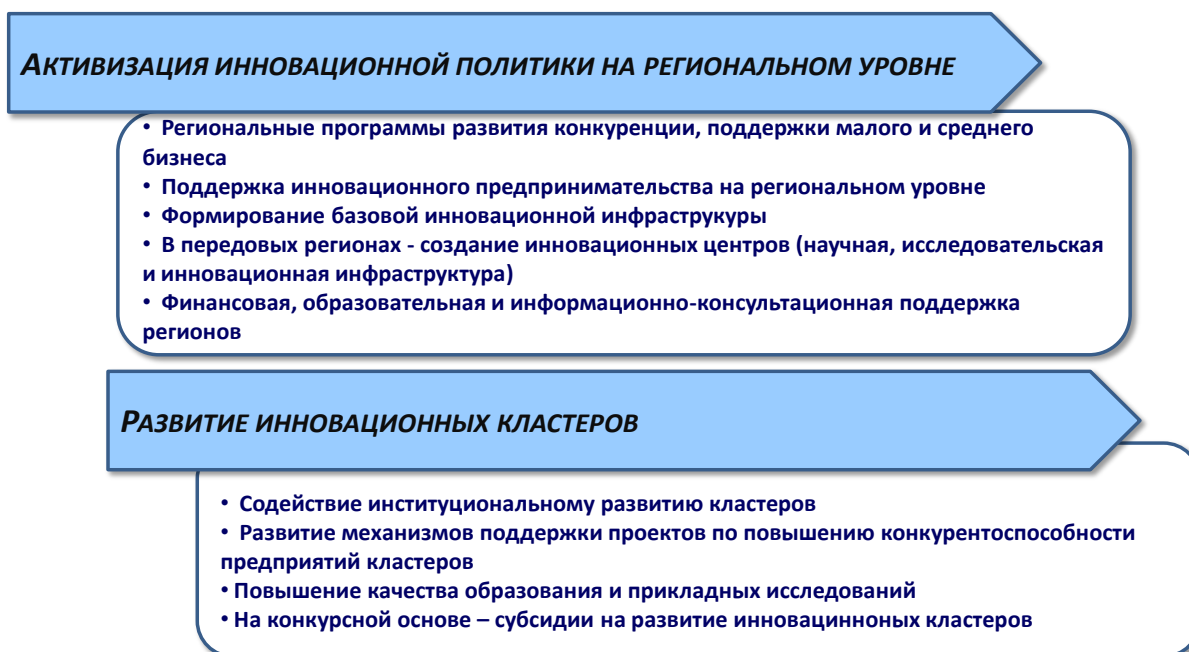 АКТИВИЗАЦИЯ ИННОВАЦИОННОЙ ПОЛИТИКИ НА РЕГИОНАЛЬНОМ УРОВНЕ
• Региональные программы развития конкуренции, поддержки малого и среднего
бизнеса
• Поддержка инновационного предпринимательства на региональном уровне
• Формирование базовой инновационной инфраструкуры
• В передовых регионах - создание инновационных центров (научная, исследовательская
и инновационная инфраструктура)
• Финансовая, образовательная и информационно-консультационная поддержка
регионов
РАЗВИТИЕ ИННОВАЦИОННЫХ КЛАСТЕРОВ
• Содействие институциональному развитию кластеров
• Развитие механизмов поддержки проектов по повышению конкурентоспособности
предприятий кластеров
• Повышение качества образования и прикладных исследований
• На конкурсной основе – субсидии на развитие инновацинноных кластеров